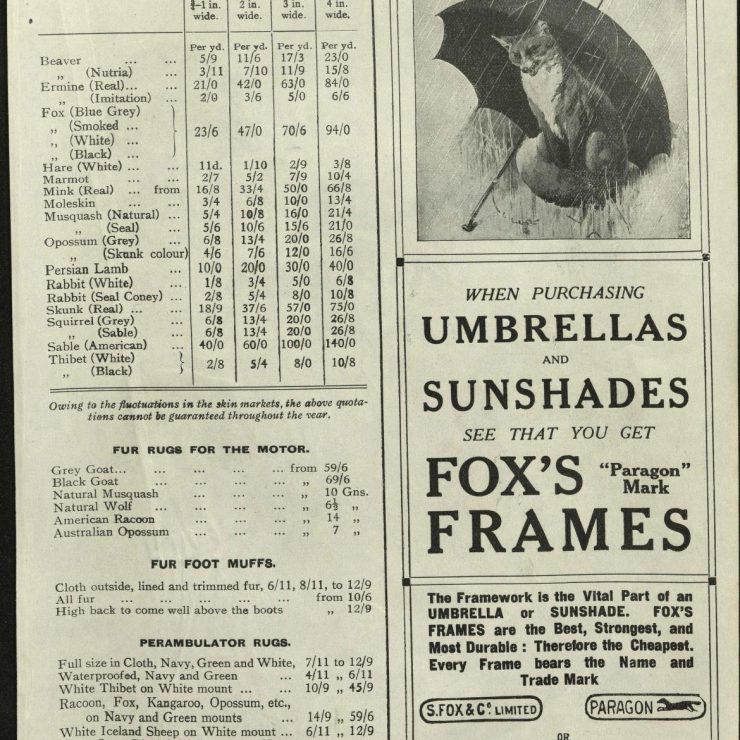 ¾–1 in. 2 in. 3 in. 4 in.
wide. wide. wide. wide.
Per yd. Per yd. Per yd. Per yd.
Beaver ... ... 5/9 11/6 17/3 23/0
„ (Nutria) ... 3/11 7/10 11/9 15/8
Ermine (Real)... ... 21/0 42/0 63/0 84/0
„ (Imitation) ... 2/0 3/6 5/0 6/6
Fox (Blue Grey)
„ (Smoked ...
„ (White) ...
„ (Black) ...
23/6 47/0 70/6 94/0
Hare (White) ... ... 11d. 1/10 2/9 3/8
Marmot ... ... 2/7 5/2 7/9 10/4
Mink (Real) ... from 16/8 33/4 50/0 66/8
Moleskin ... ... 3/4 6/8 10/0 13/4
Musquash (Natural) ... 5/4 10/8 16/0 21/4
„ (Seal) ... 5/6 10/6 15/6 21/0
Opossum (Grey) ... 6/8 13/4 20/0 26/8
„ (Skunk colour) 4/6 7/6 12/0 16/6
Persian Lamb ... 10/0 20/0 30/0 40/0
Rabbit (White) ... 1/8 3/4 5/0 6/8
Rabbit (Seal Coney) ... 2/8 5/4 8/0 10/8
Skunk (Real) ... ... 18/9 37/6 57/0 75/0
Squirrel (Grey) ... 6/8 13/4 20/0 26/8
„ (Sable) ... 6/8 13/4 20/0 26/8
Sable (American) ... 40/0 60/0 100/0 140/0
Thibet (White)
„ (Black)
2/8 5/4 8/0 10/8
Owing to the fluctuations in the skin markets, the above quota-
tions cannot be guaranteed throughout the year.
FUR RUGS FOR THE MOTOR.
Grey Goat... ... ... ... from 59/6
Black Goat ... ... ... „ 69/6
Natural Musquash ... ... ... „ 10 Gns.
Natural Wolf ... ... ... ... „ 6½ „
American Racoon ... ... ... „ 14 „
Australian Opossum ... ... ... „ 7 „
FUR FOOT MUFFS.
Cloth outside, lined and trimmed fur, 6/11, 8/11, to 12/9
All fur ... ... ... ... ... from 10/6
High back to come well above the boots „ 12/9
PERAMBULATOR RUGS.
Full size in Cloth, Navy, Green and White, 7/11 to 12/9
Waterproofed, Navy and Green ... 4/11 „ 6/11
White Thibet on White mount ... ... 10/9 „ 45/9
Racoon, Fox, Kangaroo, Opossum, etc.,
on Navy and Green mounts ... 14/9 „ 59/6
White Iceland Sheep on White mount ... 6/11 „ 12/9
WHEN PURCHASING
UMBRELLAS
AND
SUNSHADES
SEE THAT YOU GET
FOX'S "Paragon" Mark
FRAMES
The Framework is the Vital Part of an
UMBRELLA or SUNSHADE. FOX'S
FRAMES are the Best, Strongest, and
Most Durable : Therefore the Cheapest.
Every Frame bears the Name and
Trade Mark
S. FOX & Co. LIMITED PARAGON
OR